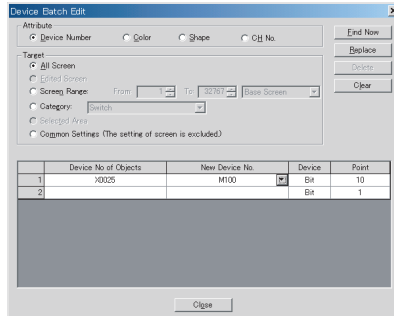 Device Batch Edit
Attribute
Device Number Color Shape CH No.
Target
All Screen
Edited Screen
Screen Range: From 1 To 32767 Base Screen
Category: Switch
Selected Area
Common Settings (The setting of screen is excluded.)
Find Now
Replace
Delete
Clear
Device No of Objects New Device No. Device Point
1 X0025 M100 Bit 10
2 Bit 1
Close